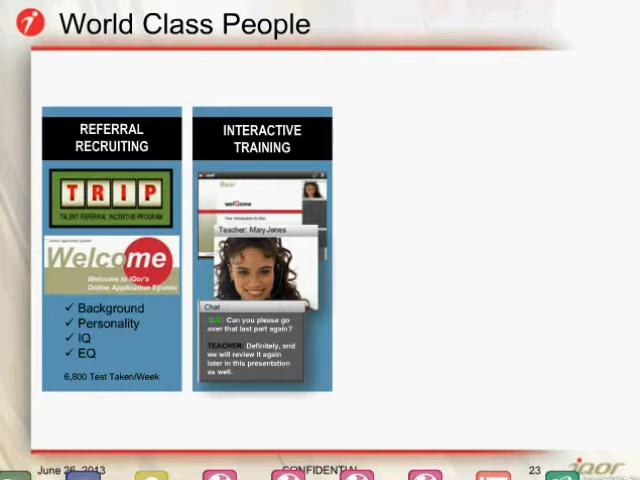 World Class People
REFERRAL
RECRUITING
TRIP
TALENT REFERRAL INCENTIVE PROGRAM
Welcome
Welcome to iQor's
Online Application System
✓ Background
✓ Personality
✓ IQ
✓ EQ
6,800 Test Taken/Week
INTERACTIVE
TRAINING
iQor
welQome
Teacher: Mary Jones
Chat
Can you please go
over that last part again?
TEACHER: Definitely, and
we will review it again
later in this presentation
as well.
June 26, 2013
CONFIDENTIAL
23
iqor